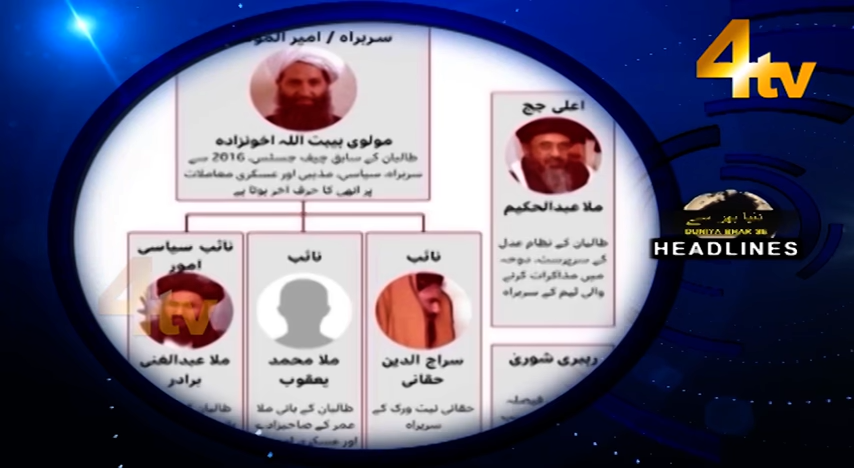 سربراہ / امیر
مولوی ہیبت اللہ اخونزادہ
طالبان کے سابق چیف جسٹس، 2016 سے
سربراہ، سیاسی، مذہبی اور عسکری معاملات
پر انھی کا حرف آخر ہوتا ہے
اعلیٰ جج
ملا عبدالحکیم
طالبان کے نظام عدل
کے سرپرست، دوحہ
میں مذاکرات کرنے
والی ٹیم کے سربراہ
نائب سیاسی
امور
ملا عبدالغنی
برادر
طالبان کے
نائب
ملا محمد
یعقوب
طالبان کے بانی ملا
عمر کے صاحبزادے
اور عسکری
نائب
سراج الدین
حقانی
حقانی نیٹ ورک کے
سربراہ
رہبری شوریٰ
فیصلہ
4tv
4tv
دنیا بھر سے
DUNIYA BHAR SE
HEADLINES